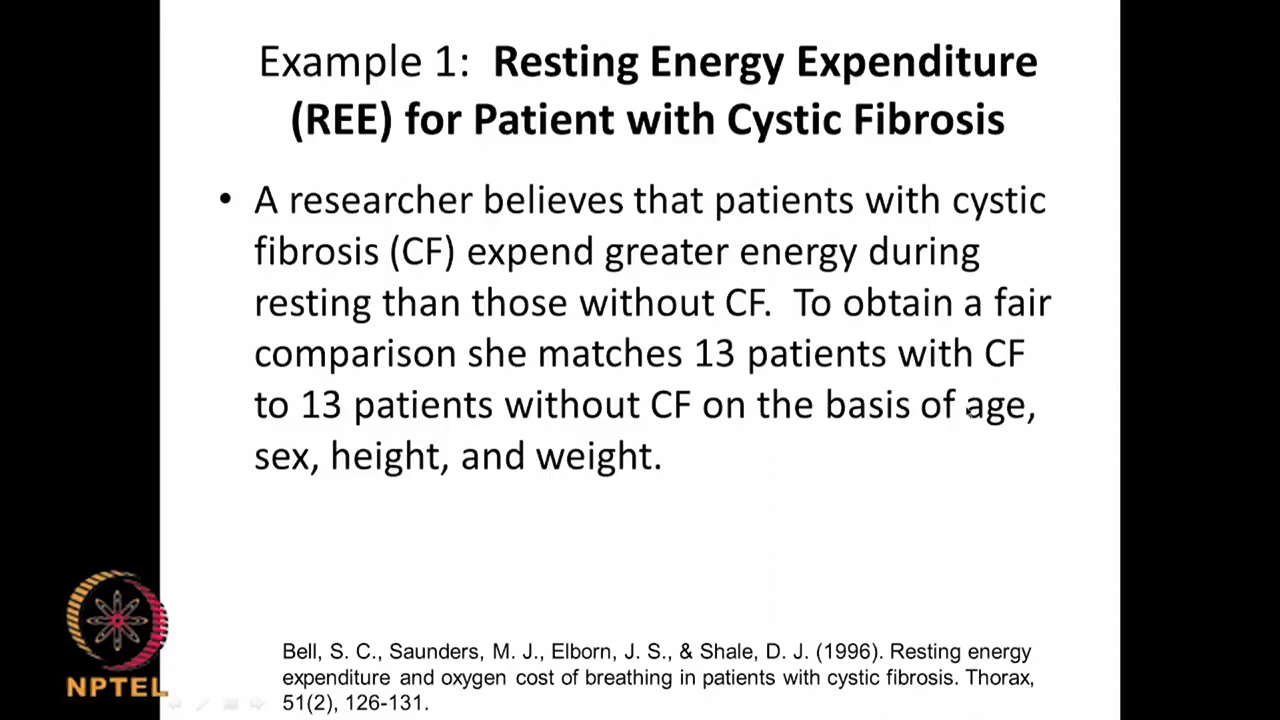 Example 1: Resting Energy Expenditure
(REE) for Patient with Cystic Fibrosis
• A researcher believes that patients with cystic
fibrosis (CF) expend greater energy during
resting than those without CF. To obtain a fair
comparison she matches 13 patients with CF
to 13 patients without CF on the basis of age,
sex, height, and weight.
Bell, S. C., Saunders, M. J., Elborn, J. S., & Shale, D. J. (1996). Resting energy
expenditure and oxygen cost of breathing in patients with cystic fibrosis. Thorax,
51(2), 126-131.
NPTEL